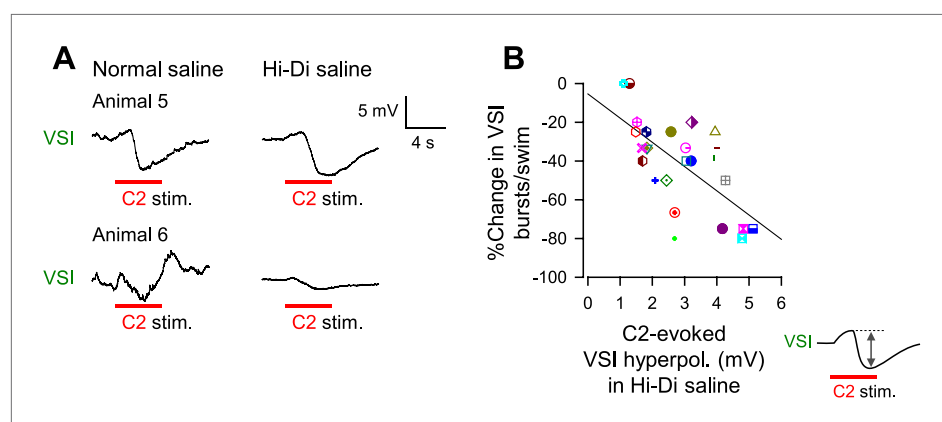 A
Normal saline
Hi-Di saline
Animal 5
5 mV
4 s
VSI
C2 stim.
C2 stim.
Animal 6
VSI
C2 stim.
C2 stim.
B
%Change in VSI
bursts/swim
0
-20
-40
-60
-80
-100
0 1 2 3 4 5 6
C2-evoked
VSI hyperpol. (mV)
in Hi-Di saline
VSI
C2 stim.